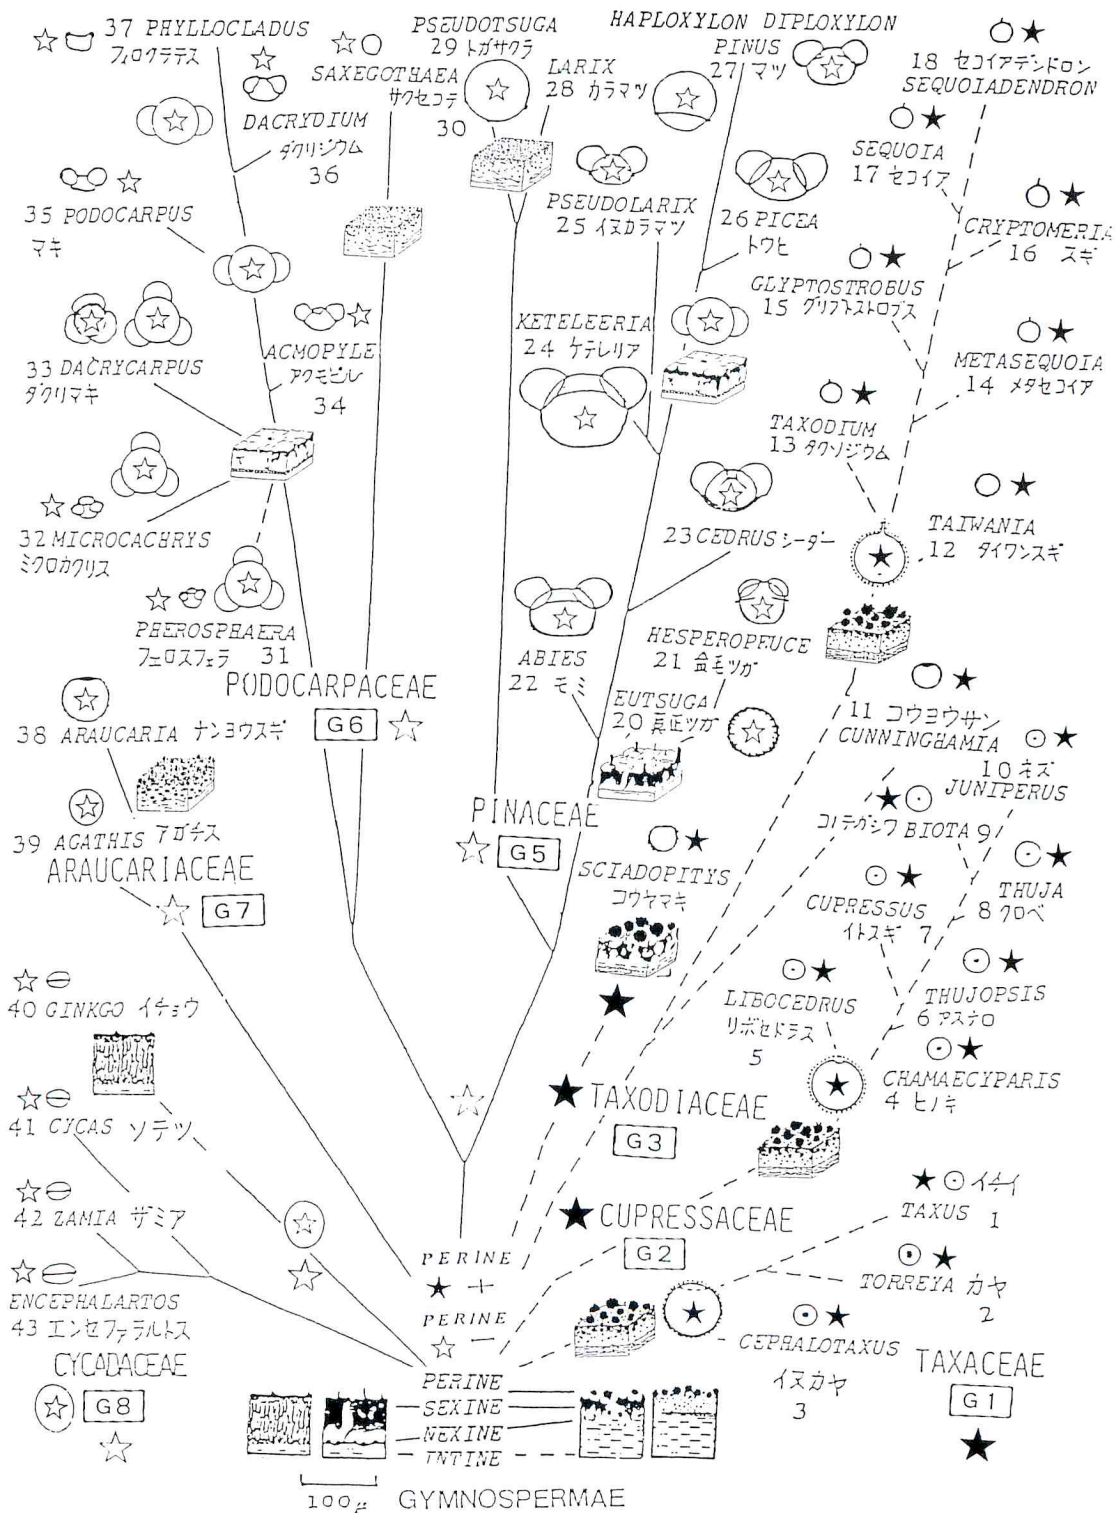 37 PHYLLOCLADUS
フィロクラテス
DACRYDIUM
ダクリジウム
36
SAXEGOTHAEA
サクセコテ
30
PSEUDOTSUGA
29 トガサクラ
LARIX
28 カラマツ
HAPLOXYLON DIPLOXYLON
PINUS
27 マツ
18 セコイアデンドロン
SEQUOIADENDRON
SEQUOIA
17 セコイア
CRYPTOMERIA
16 スギ
35 PODOCARPUS
マキ
PSEUDOLARIX
25 イヌカラマツ
26 PICEA
トウヒ
GLYPTOSTROBUS
15 グリプトストロブス
METASEQUOIA
14 メタセコイア
33 DACRYCARPUS
ダクリマキ
ACMOPYLE
アクモピル
34
KETELEERIA
24 ケテレリア
TAXODIUM
13 タクソジウム
32 MICROCACHRYS
ミクロカクリス
23 CEDRUS シーダー
TAIWANIA
12 タイワンスギ
PHEROSPHAERA
フェロスフェラ 31
PODOCARPACEAE
G6
ABIES
22 モミ
HESPEROPEUCE
21 金毛ツガ
EUTSUGA
20 真正ツガ
11 コウヨウサン
CUNNINGHAMIA
10 ネズ
JUNIPERUS
38 ARAUCARIA ナンヨウスギ
39 AGATHIS アガチス
ARAUCARIACEAE
G7
PINACEAE
G5
SCIADOPITYS
コウヤマキ
コノテガシワ BIOTA 9
THUJA
8 クロベ
CUPRESSUS
イトスギ 7
THUJOPSIS
6 アスナロ
LIBOCEDRUS
リボセドラス
5
CHAMAECYPARIS
4 ヒノキ
40 GINKGO イチョウ
41 CYCAS ソテツ
42 ZAMIA ザミア
ENCEPHALARTOS
43 エンセファラルトス
CYCADACEAE
G8
TAXODIACEAE
G3
CUPRESSACEAE
G2
イチイ
TAXUS 1
TORREYA カヤ
2
CEPHALOTAXUS
イヌカヤ
3
TAXACEAE
G1
PERINE
+
PERINE
—
PERINE
SEXINE
NEXINE
INTINE
100μ
GYMNOSPERMAE